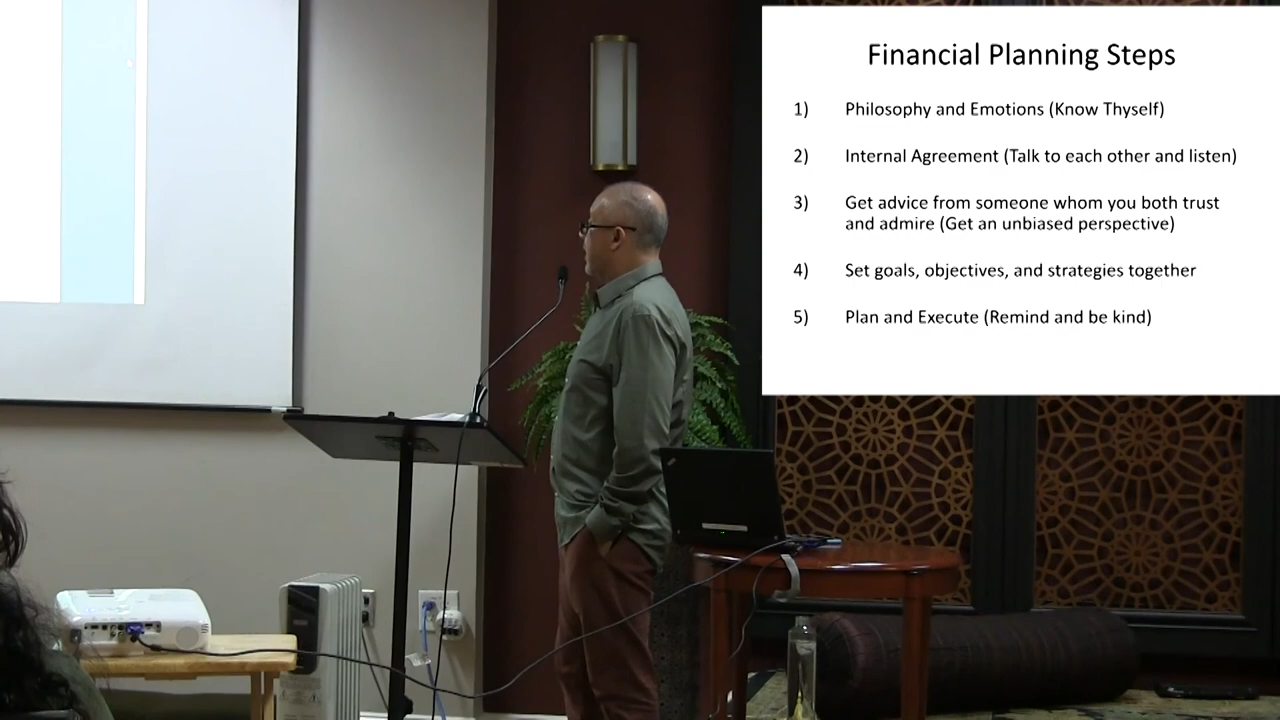 Financial Planning Steps
1) Philosophy and Emotions (Know Thyself)
2) Internal Agreement (Talk to each other and listen)
3) Get advice from someone whom you both trust
and admire (Get an unbiased perspective)
4) Set goals, objectives, and strategies together
5) Plan and Execute (Remind and be kind)